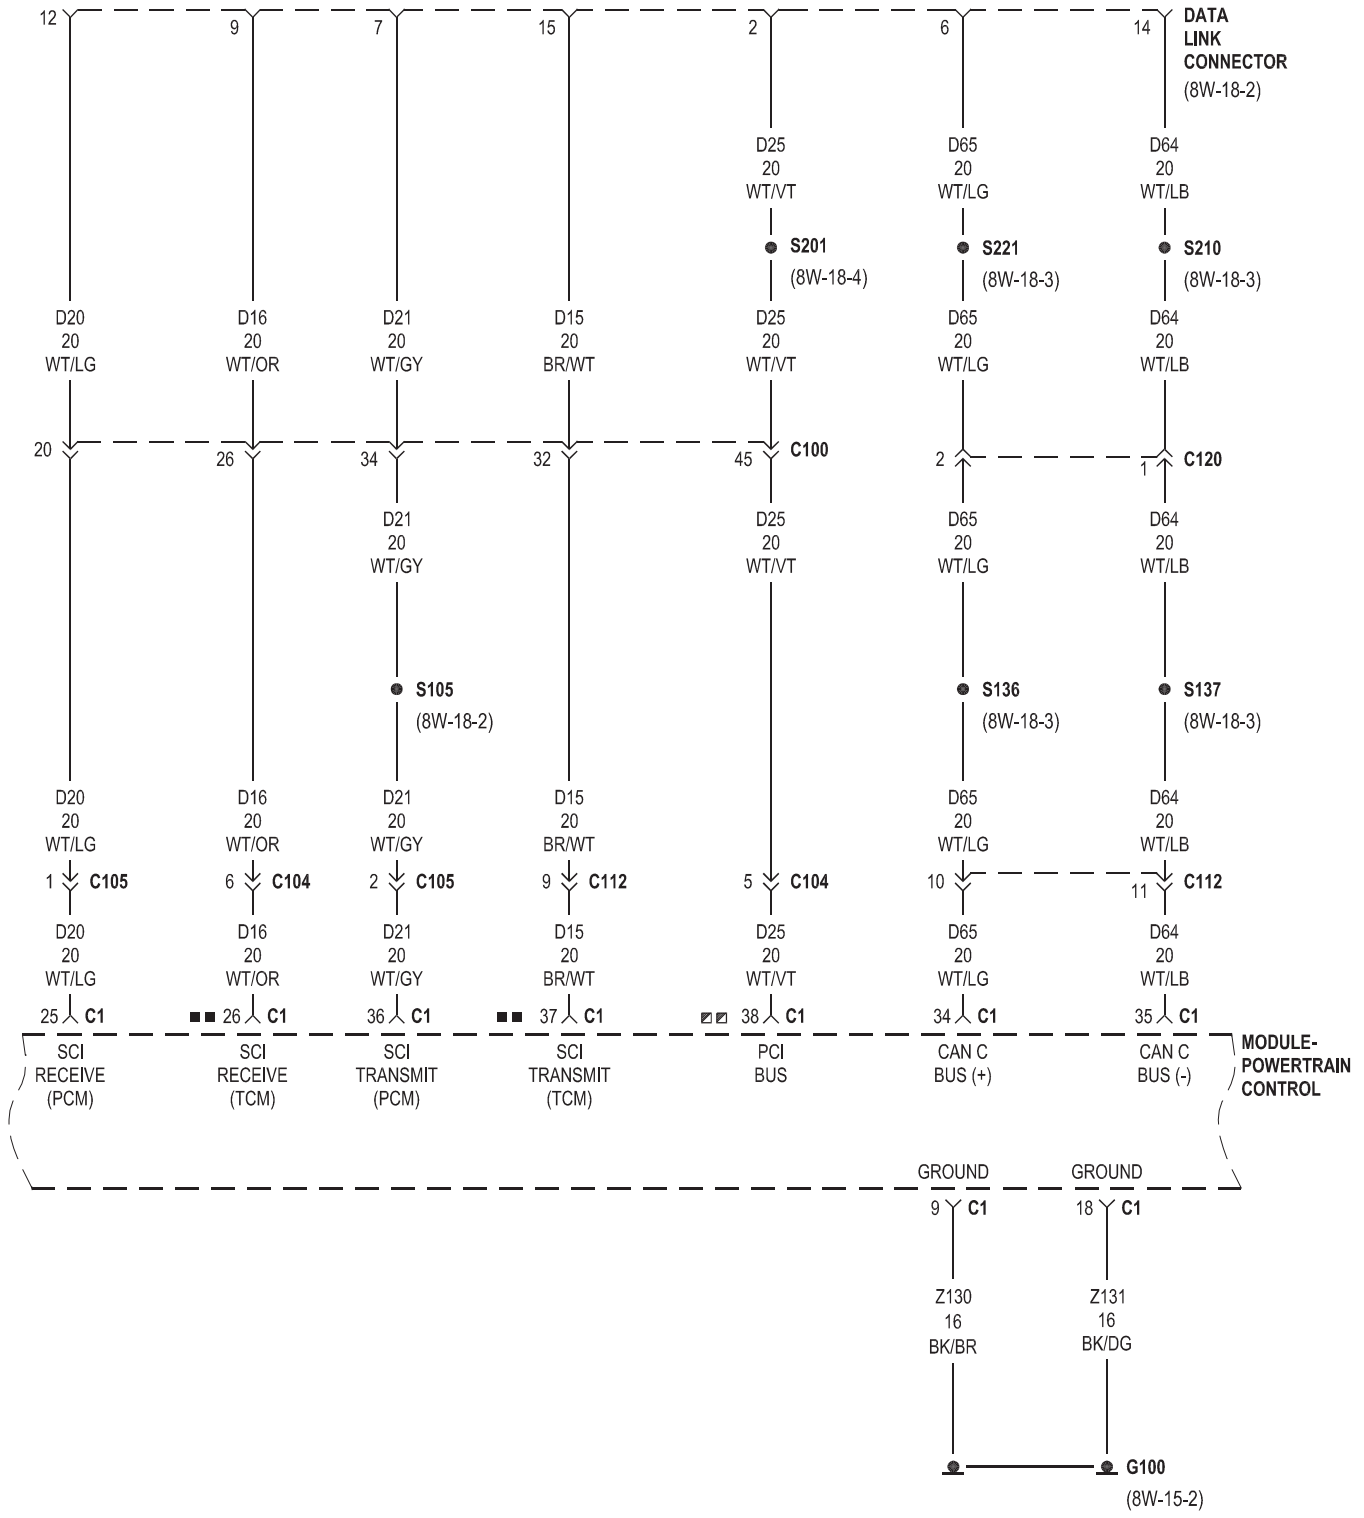 12 9 7 15 2 6 14 DATA
LINK
CONNECTOR
(8W-18-2)
D25 D65 D64
20 20 20
WT/VT WT/LG WT/LB
S201 S221 S210
(8W-18-4) (8W-18-3) (8W-18-3)
D20 D16 D21 D15 D25 D65 D64
20 20 20 20 20 20 20
WT/LG WT/OR WT/GY BR/WT WT/VT WT/LG WT/LB
20 26 34 32 45 C100 2 1 C120
D21 D25 D65 D64
20 20 20 20
WT/GY WT/VT WT/LG WT/LB
S105 S136 S137
(8W-18-2) (8W-18-3) (8W-18-3)
D20 D16 D21 D15 D65 D64
20 20 20 20 20 20
WT/LG WT/OR WT/GY BR/WT WT/LG WT/LB
1 C105 6 C104 2 C105 9 C112 5 C104 10 11 C112
D20 D16 D21 D15 D25 D65 D64
20 20 20 20 20 20 20
WT/LG WT/OR WT/GY BR/WT WT/VT WT/LG WT/LB
25 C1 26 C1 36 C1 37 C1 38 C1 34 C1 35 C1
SCI SCI SCI SCI PCI CAN C CAN C MODULE-
RECEIVE RECEIVE TRANSMIT TRANSMIT BUS BUS (+) BUS (-) POWERTRAIN
(PCM) (TCM) (PCM) (TCM) CONTROL
GROUND GROUND
9 C1 18 C1
Z130 Z131
16 16
BK/BR BK/DG
G100
(8W-15-2)